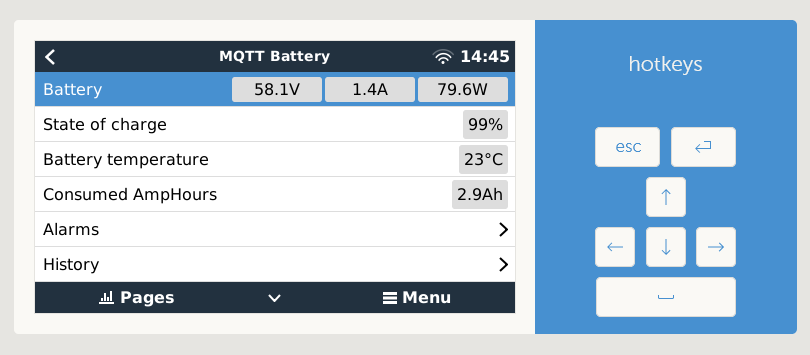 MQTT Battery 14:45
Battery 58.1V 1.4A 79.6W
State of charge 99%
Battery temperature 23°C
Consumed AmpHours 2.9Ah
Alarms
History
Pages Menu
hotkeys
esc